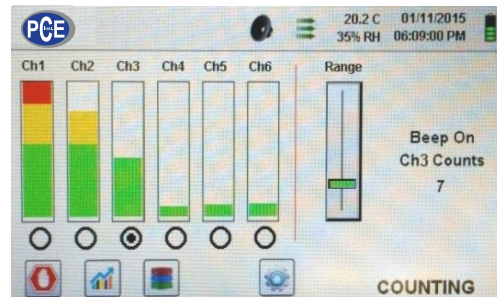 PCE
Inst.
20.2 C 01/11/2015
35% RH 06:09:00 PM
Ch1 Ch2 Ch3 Ch4 Ch5 Ch6 Range
Beep On
Ch3 Counts
7
COUNTING